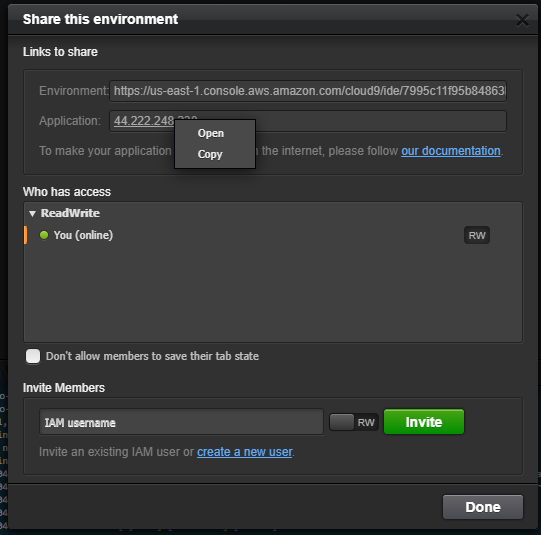 Share this environment
Links to share
Environment: https://us-east-1.console.aws.amazon.com/cloud9/ide/7995c11f95b84863
Application: 44.222.248.
Open
Copy
To make your application the internet, please follow our documentation.
Who has access
ReadWrite
You (online)
RW
Don't allow members to save their tab state
Invite Members
IAM username
RW
Invite
Invite an existing IAM user or create a new user.
Done